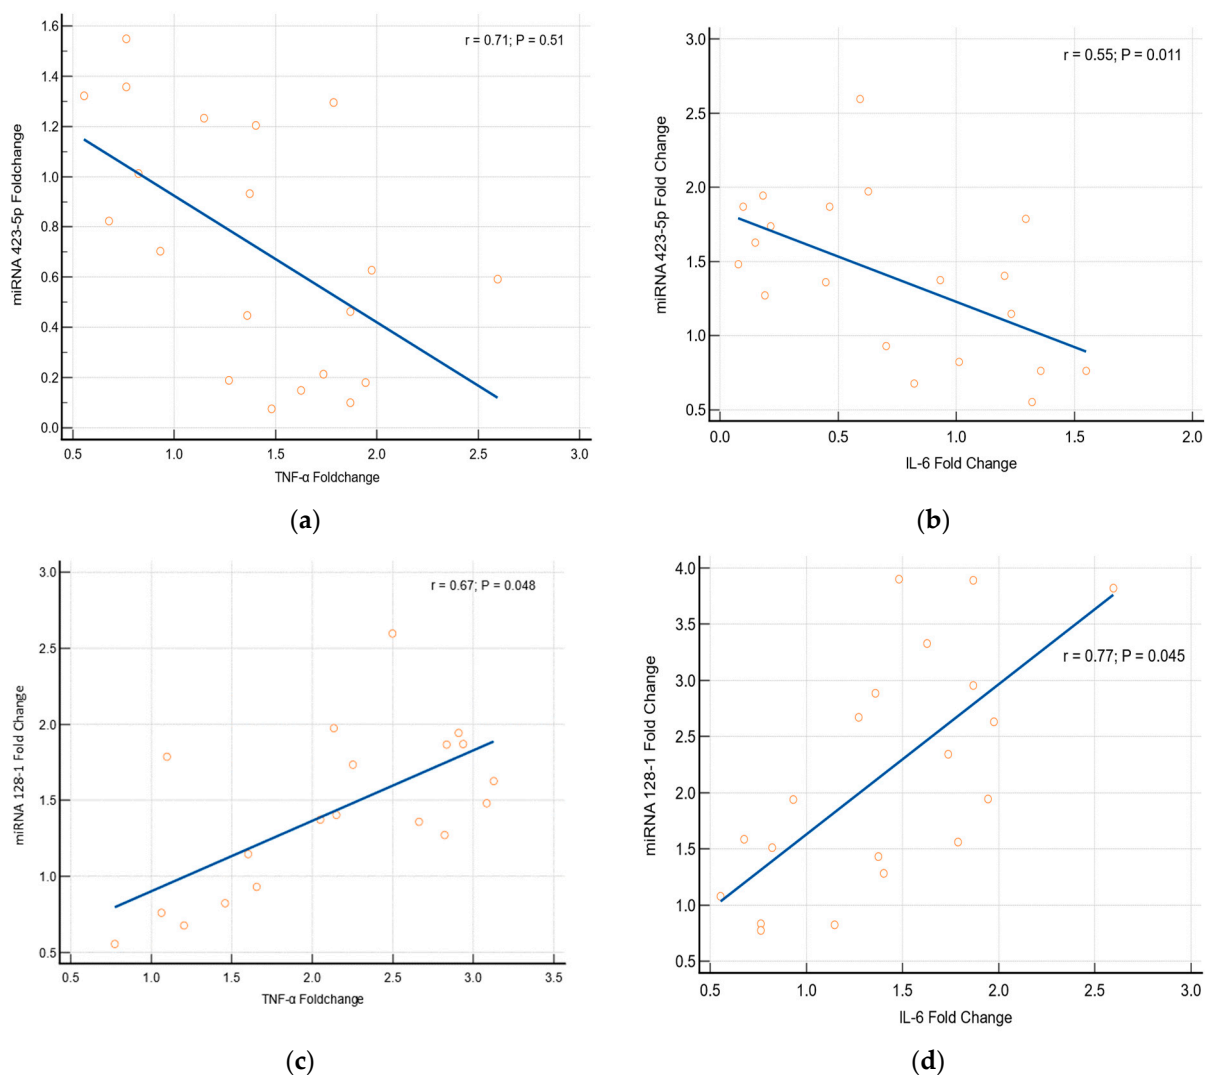 r = 0.71; P = 0.51
miRNA 423-5p Foldchange
1.6
1.4
1.2
1.0
0.8
0.6
0.4
0.2
0.0
0.5 1.0 1.5 2.0 2.5 3.0
TNF-α Foldchange
(a)
r = 0.55; P = 0.011
miRNA 423-5p Fold Change
3.0
2.5
2.0
1.5
1.0
0.5
0.0 0.5 1.0 1.5 2.0
IL-6 Fold Change
(b)
r = 0.67; P = 0.048
miRNA 128-1 Fold Change
3.0
2.5
2.0
1.5
1.0
0.5
0.5 1.0 1.5 2.0 2.5 3.0 3.5
TNF-α Foldchange
(c)
r = 0.77; P = 0.045
miRNA 128-1 Fold Change
4.0
3.5
3.0
2.5
2.0
1.5
1.0
0.5
0.5 1.0 1.5 2.0 2.5 3.0
IL-6 Fold Change
(d)